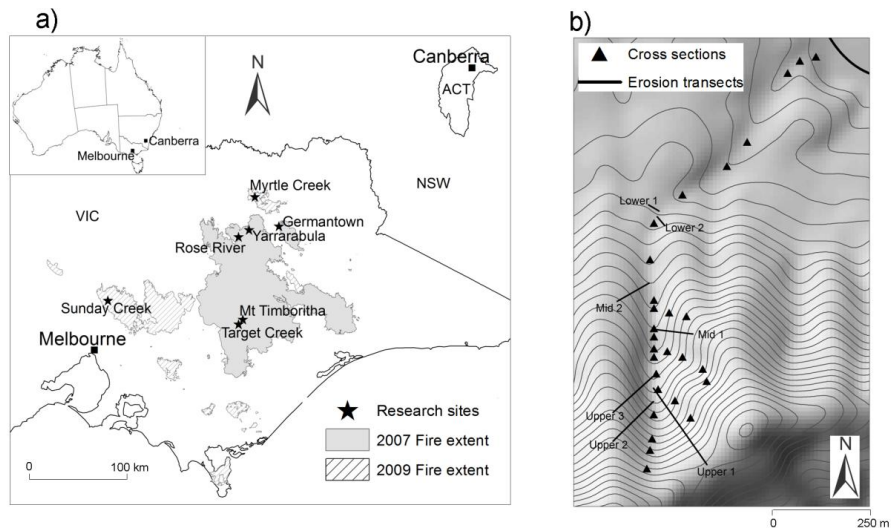 a)
Canberra
ACT
N
Canberra
Melbourne
NSW
VIC
Myrtle Creek
Germantown
Yarrarabula
Rose River
Sunday Creek
Mt Timboritha
Target Creek
Melbourne
Research sites
2007 Fire extent
2009 Fire extent
0 100 km
b)
Cross sections
Erosion transects
Lower 1
Lower 2
Mid 2
Mid 1
Upper 3
Upper 2
Upper 1
N
0 250 m